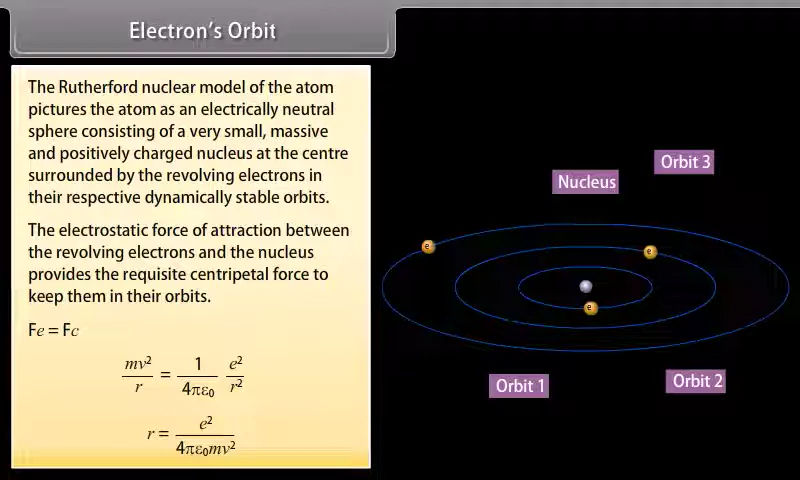 Electron's Orbit
The Rutherford nuclear model of the atom
pictures the atom as an electrically neutral
sphere consisting of a very small, massive
and positively charged nucleus at the centre
surrounded by the revolving electrons in
their respective dynamically stable orbits.
The electrostatic force of attraction between
the revolving electrons and the nucleus
provides the requisite centripetal force to
keep them in their orbits.
Fe = Fc
mv²/r = 1/4πε₀ e²/r²
r = e²/4πε₀mv²
Orbit 3
Nucleus
e
e
e
Orbit 2
Orbit 1